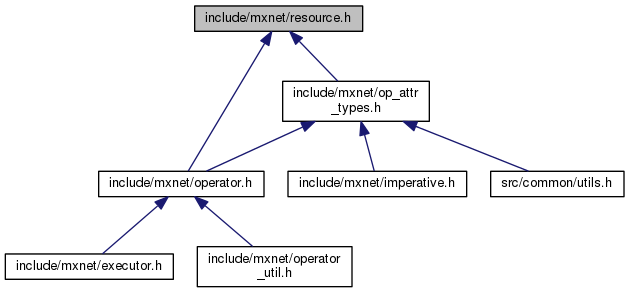 include/mxnet/resource.h
include/mxnet/op_attr
_types.h
include/mxnet/operator.h
include/mxnet/imperative.h
src/common/utils.h
include/mxnet/executor.h
include/mxnet/operator
_util.h